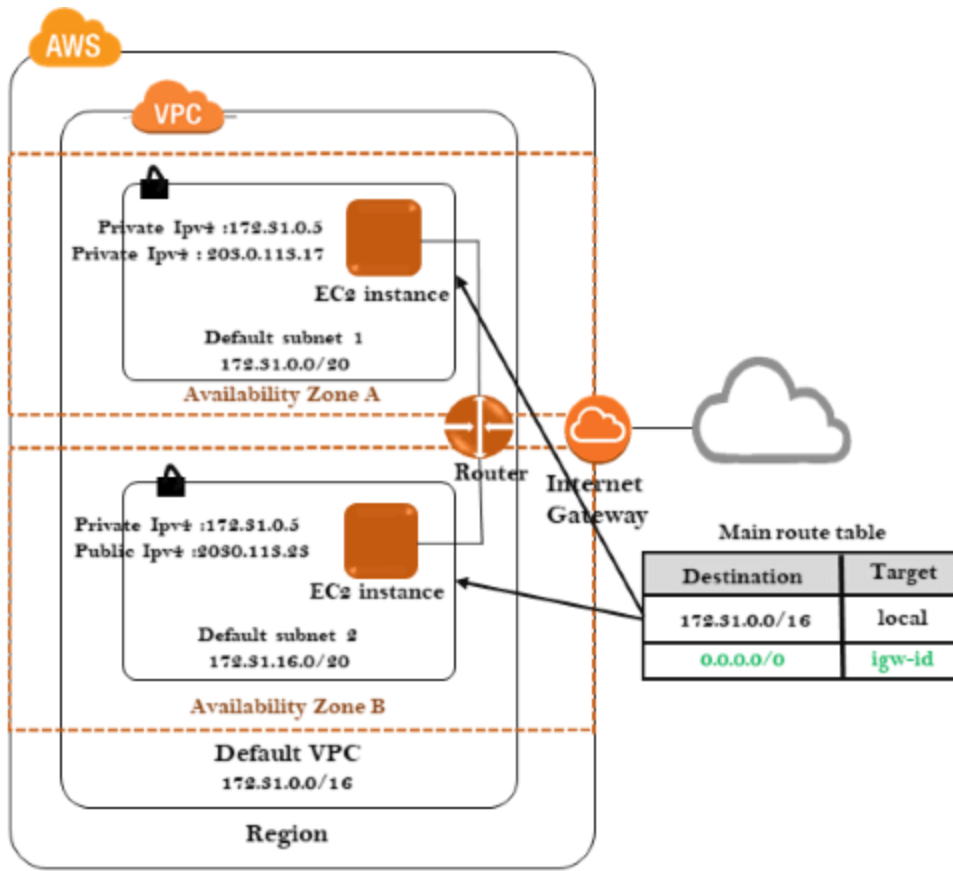 AWS
VPC
Private Ipv4 :172.31.0.5
Private Ipv4 : 203.0.113.17
EC2 instance
Default subnet 1
172.31.0.0/20
Availability Zone A
Router
Internet
Gateway
Private Ipv4 :172.31.0.5
Public Ipv4 :2030.113.23
EC2 instance
Default subnet 2
172.31.16.0/20
Availability Zone B
Default VPC
172.31.0.0/16
Region
Main route table
Destination Target
172.31.0.0/16 local
0.0.0.0/0 igw-id